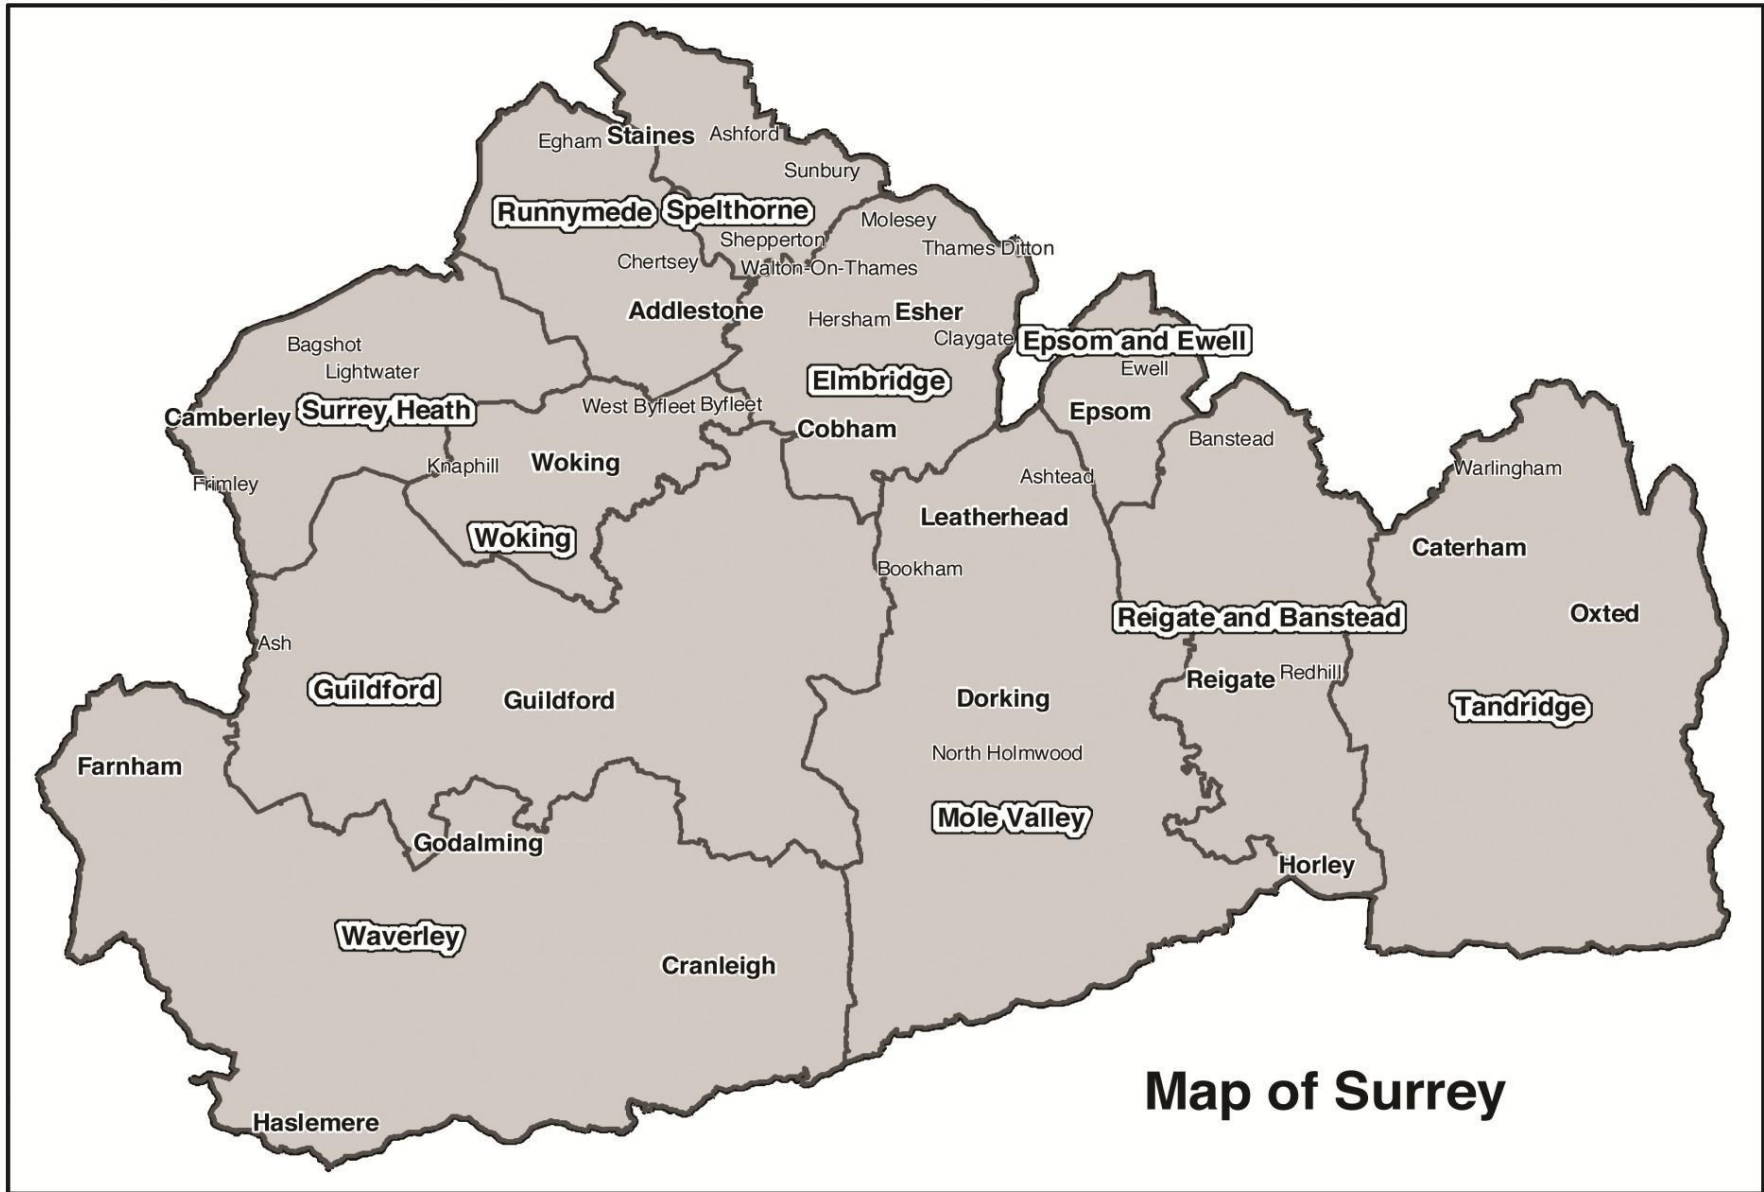 Egham
Staines
Ashford
Sunbury
Runnymede
Spelthorne
Molesey
Shepperton
Thames Ditton
Chertsey
Walton-On-Thames
Addlestone
Hersham
Esher
Claygate
Epsom and Ewell
Bagshot
Lightwater
Ewell
Elmbridge
Camberley
Surrey Heath
West Byfleet
Byfleet
Epsom
Cobham
Banstead
Knaphill
Woking
Warlingham
Frimley
Ashtead
Leatherhead
Woking
Caterham
Bookham
Oxted
Reigate and Banstead
Ash
Guildford
Guildford
Dorking
Reigate
Redhill
Tandridge
North Holmwood
Farnham
Mole Valley
Godalming
Horley
Waverley
Cranleigh
Haslemere
Map of Surrey